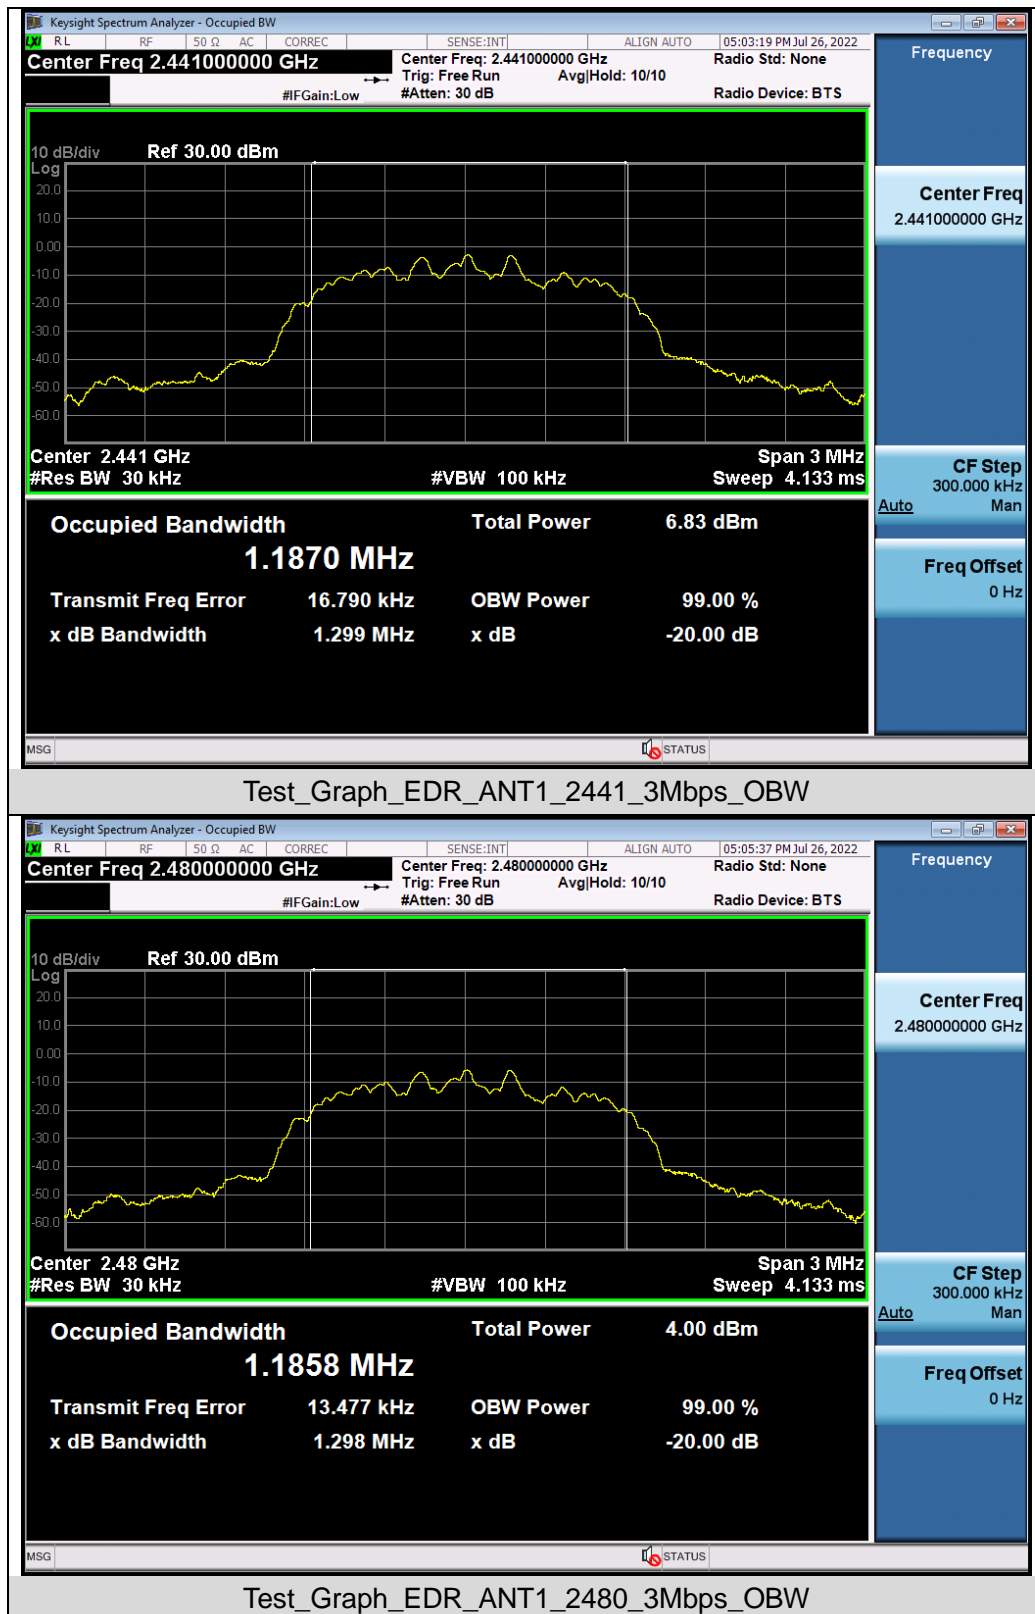 Keysight Spectrum Analyzer - Occupied BW
LXI RL RF 50 Ω AC CORREC SENSE:INT ALIGN AUTO 05:03:19 PM Jul 26, 2022
Center Freq 2.441000000 GHz
Center Freq: 2.441000000 GHz
Radio Std: None
Trig: Free Run Avg|Hold: 10/10
#IFGain:Low #Atten: 30 dB Radio Device: BTS
Frequency
10 dB/div Ref 30.00 dBm
Log
20.0
10.0
0.00
-10.0
-20.0
-30.0
-40.0
-50.0
-60.0
Center Freq
2.441000000 GHz
Center 2.441 GHz Span 3 MHz
#Res BW 30 kHz #VBW 100 kHz Sweep 4.133 ms
CF Step
300.000 kHz
Auto Man
Occupied Bandwidth Total Power 6.83 dBm
1.1870 MHz
Transmit Freq Error 16.790 kHz OBW Power 99.00 %
x dB Bandwidth 1.299 MHz x dB -20.00 dB
Freq Offset
0 Hz
MSG STATUS
Test_Graph_EDR_ANT1_2441_3Mbps_OBW
Keysight Spectrum Analyzer - Occupied BW
LXI RL RF 50 Ω AC CORREC SENSE:INT ALIGN AUTO 05:05:37 PM Jul 26, 2022
Center Freq 2.480000000 GHz
Center Freq: 2.480000000 GHz
Radio Std: None
Trig: Free Run Avg|Hold: 10/10
#IFGain:Low #Atten: 30 dB Radio Device: BTS
Frequency
10 dB/div Ref 30.00 dBm
Log
20.0
10.0
0.00
-10.0
-20.0
-30.0
-40.0
-50.0
-60.0
Center Freq
2.480000000 GHz
Center 2.48 GHz Span 3 MHz
#Res BW 30 kHz #VBW 100 kHz Sweep 4.133 ms
CF Step
300.000 kHz
Auto Man
Occupied Bandwidth Total Power 4.00 dBm
1.1858 MHz
Transmit Freq Error 13.477 kHz OBW Power 99.00 %
x dB Bandwidth 1.298 MHz x dB -20.00 dB
Freq Offset
0 Hz
MSG STATUS
Test_Graph_EDR_ANT1_2480_3Mbps_OBW